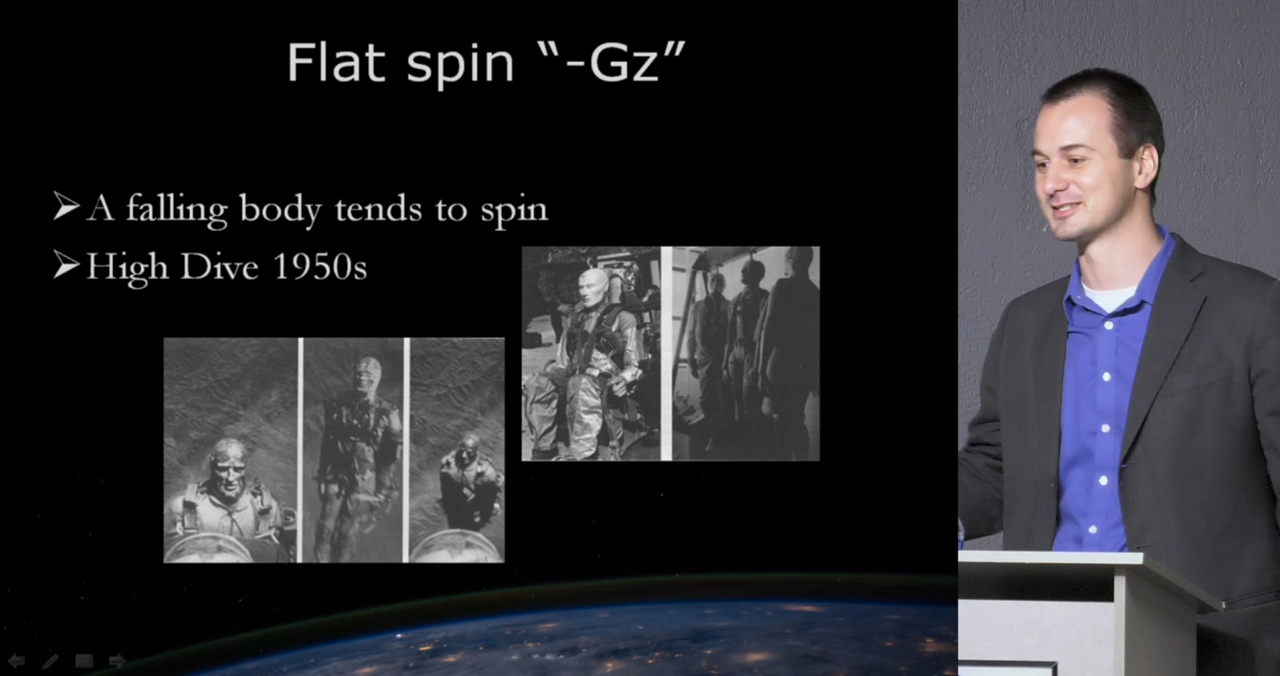 Flat spin “-Gz”
➢A falling body tends to spin
➢High Dive 1950s